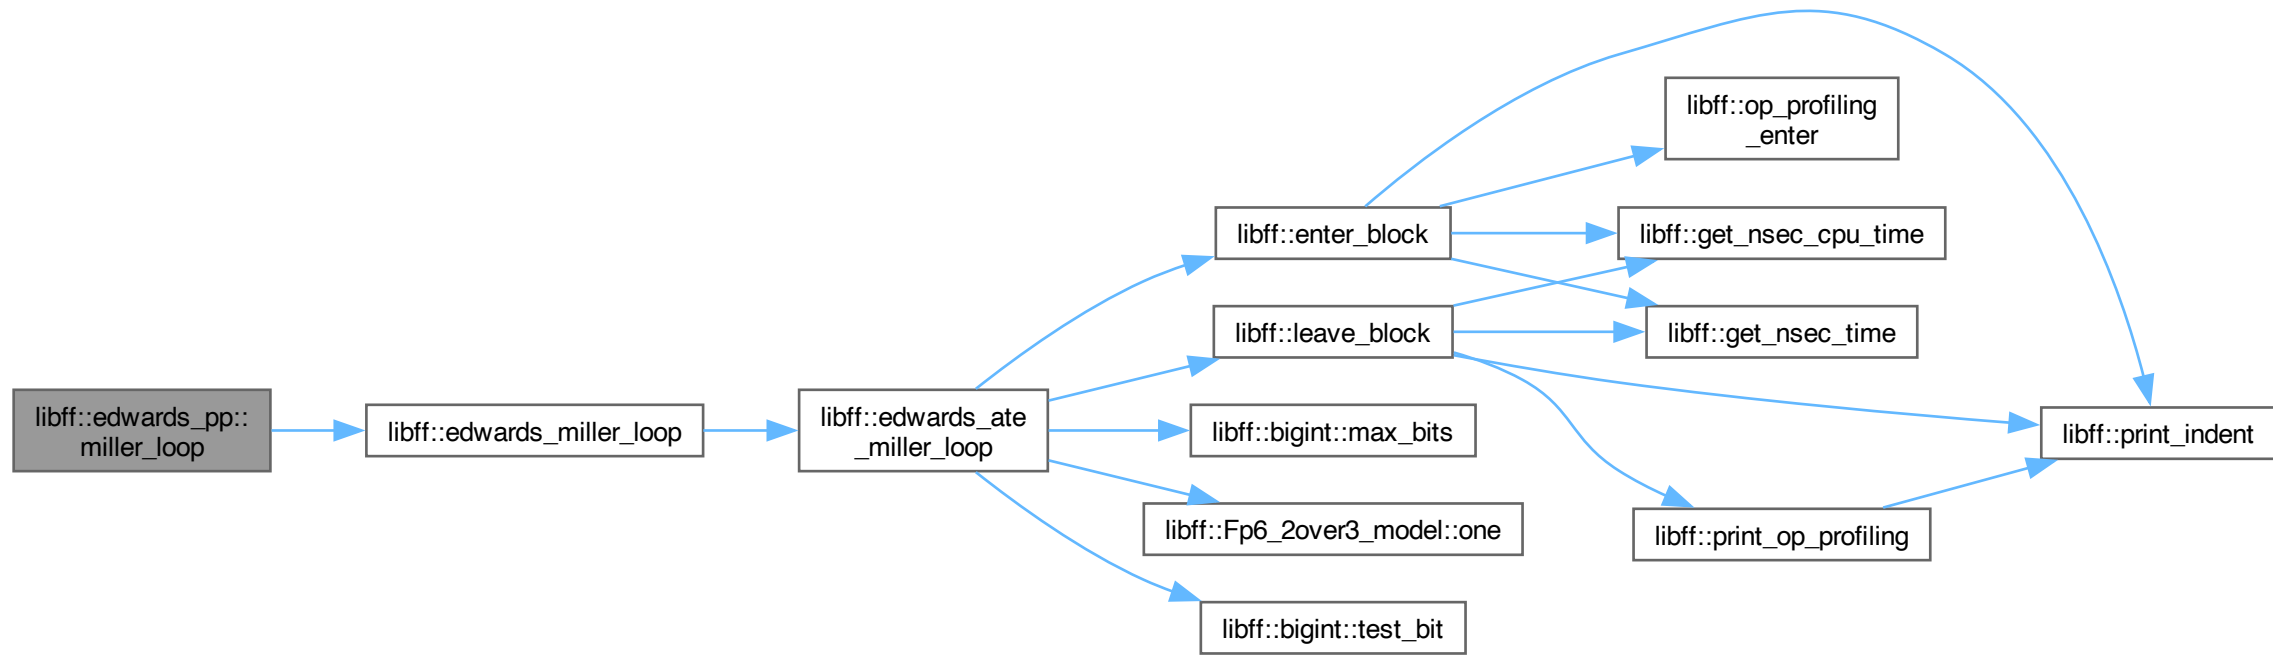 libff::edwards_pp::
miller_loop
libff::edwards_miller_loop
libff::edwards_ate
_miller_loop
libff::enter_block
libff::leave_block
libff::bigint::max_bits
libff::Fp6_2over3_model::one
libff::bigint::test_bit
libff::op_profiling
_enter
libff::get_nsec_cpu_time
libff::get_nsec_time
libff::print_op_profiling
libff::print_indent